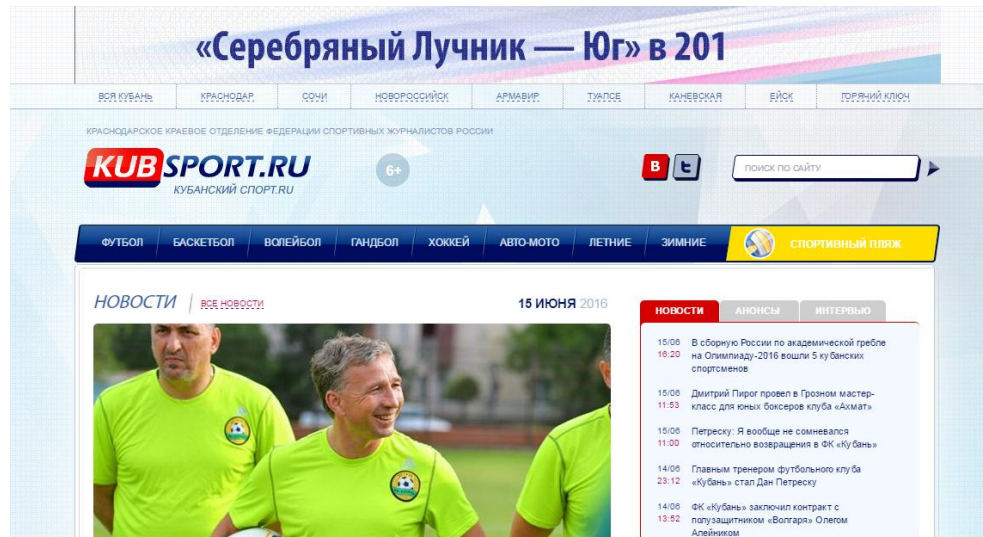 «Серебряный Лучник — Юг» в 201
ВСЯ КУБАНЬ КРАСНОДАР СОЧИ НОВОРОССИЙСК АРМАВИР ТУАПСЕ КАНЕВСКАЯ ЕЙСК ГОРЯЧИЙ КЛЮЧ
КРАСНОДАРСКОЕ КРАЕВОЕ ОТДЕЛЕНИЕ ФЕДЕРАЦИИ СПОРТИВНЫХ ЖУРНАЛИСТОВ РОССИИ
KUBSPORT.RU
КУБАНСКИЙ СПОРТ.RU
6+
В t
ПОИСК ПО САЙТУ
ФУТБОЛ БАСКЕТБОЛ ВОЛЕЙБОЛ ГАНДБОЛ ХОККЕЙ АВТО-МОТО ЛЕТНИЕ ЗИМНИЕ СПОРТИВНЫЙ ПЛЯЖ
НОВОСТИ ВСЕ НОВОСТИ 15 ИЮНЯ 2016
НОВОСТИ АНОНСЫ ИНТЕРВЬЮ
15/06 В сборную России по академической гребле
16:20 на Олимпиаду-2016 вошли 5 кубанских
спортсменов
15/06 Дмитрий Пирог провел в Грозном мастер-
11:53 класс для юных боксеров клуба «Ахмат»
15/06 Петреску: Я вообще не сомневался
11:00 относительно возвращения в ФК «Кубань»
14/06 Главным тренером футбольного клуба
23:12 «Кубань» стал Дан Петреску
14/06 ФК «Кубань» заключил контракт с
13:52 полузащитником «Волгаря» Олегом
Алейником